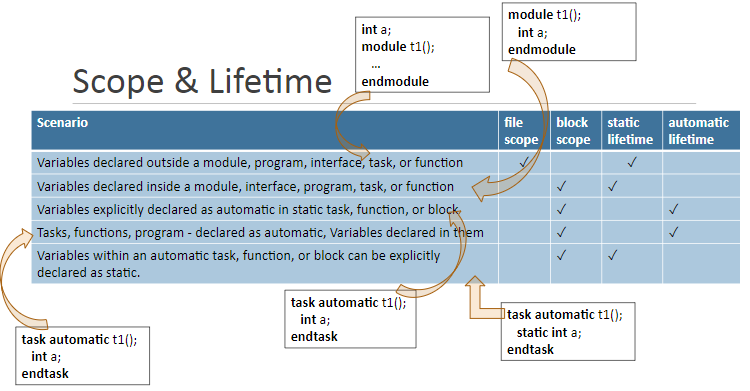 int a;
module t1();
...
endmodule
module t1();
int a;
endmodule
Scope & Lifetime
Scenario file scope block scope static lifetime automatic lifetime
Variables declared outside a module, program, interface, task, or function ✓ ✓
Variables declared inside a module, interface, program, task, or function ✓ ✓
Variables explicitly declared as automatic in static task, function, or block. ✓ ✓
Tasks, functions, program - declared as automatic, Variables declared in them ✓ ✓
Variables within an automatic task, function, or block can be explicitly
declared as static. ✓ ✓
task automatic t1();
int a;
endtask
task automatic t1();
int a;
endtask
task automatic t1();
static int a;
endtask